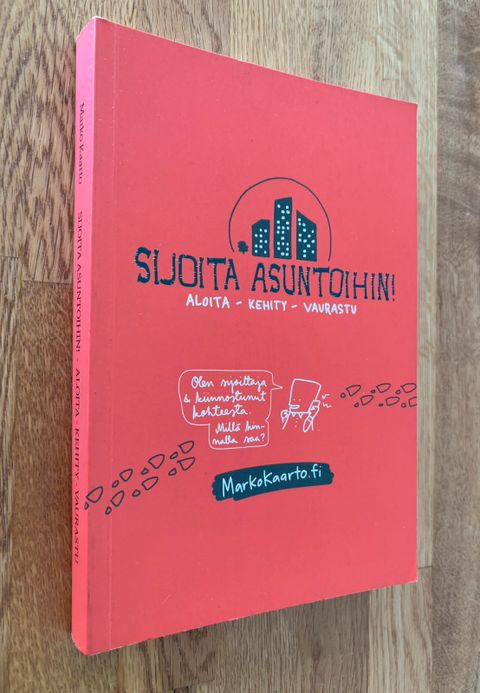 Marko Kaarto SIJOITA ASUNTOIHIN! - ALOITA - KEHITY - VAURASTU
SIJOITA ASUNTOIHIN!
ALOITA - KEHITY - VAURASTU
Olen sijoittaja
& kiinnostunut
kohteesta.
Millä hin-
nalla saa?
MarkoKaarto.fi